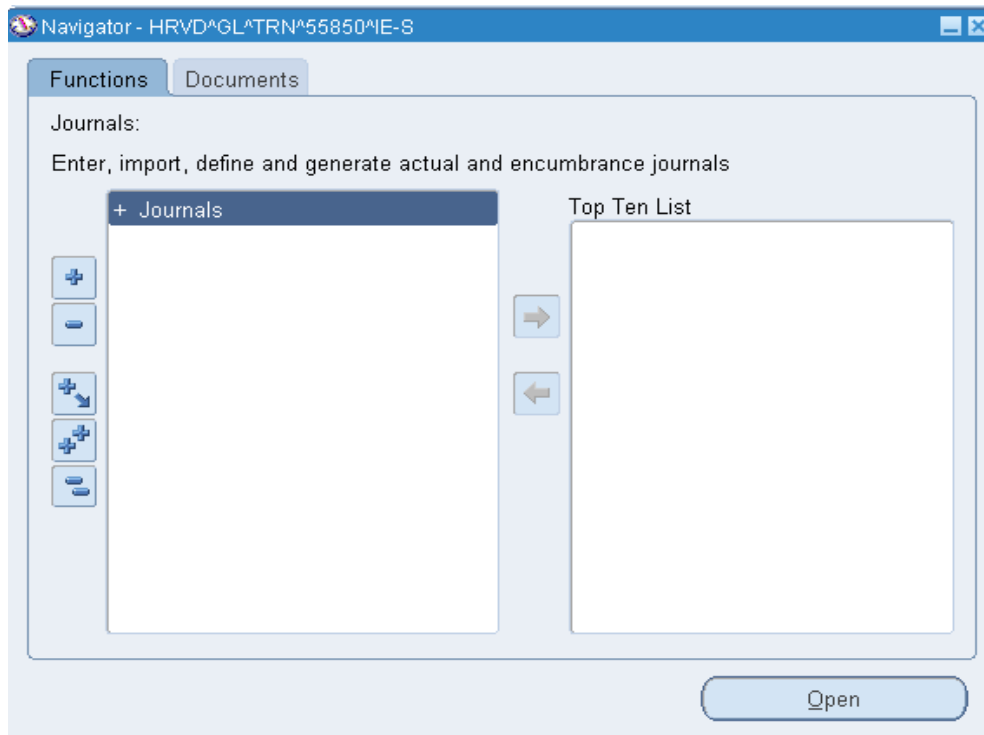 Navigator - HRVD^GL^TRN^55850^IE-S
Functions
Documents
Journals:
Enter, import, define and generate actual and encumbrance journals
+ Journals
Top Ten List
Open